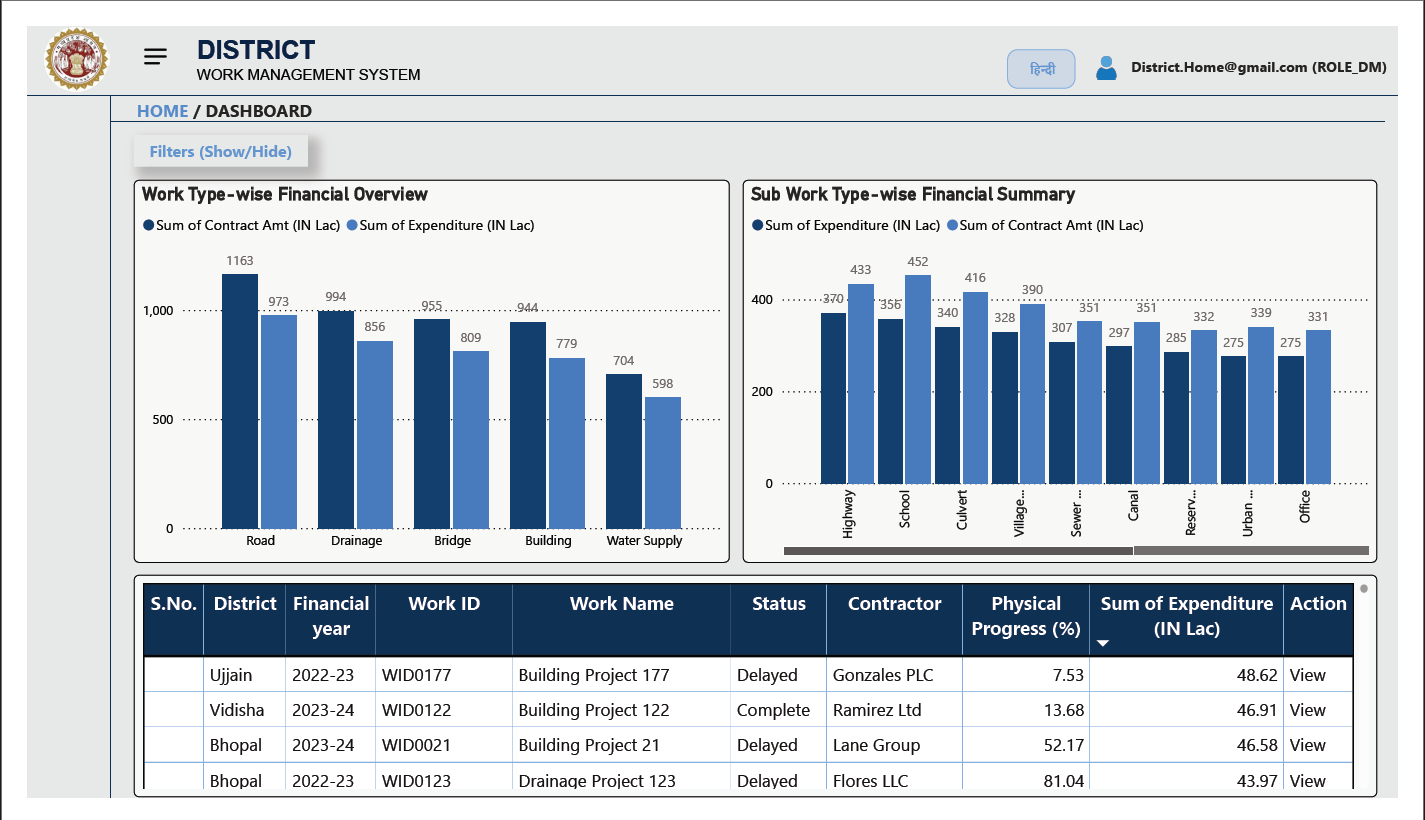 DISTRICT
WORK MANAGEMENT SYSTEM
हिन्दी
District.Home@gmail.com (ROLE_DM)
HOME / DASHBOARD
Filters (Show/Hide)
Work Type-wise Financial Overview
Sum of Contract Amt (IN Lac) Sum of Expenditure (IN Lac)
1163
973
994
856
955
809
944
779
704
598
1,000
500
0
Road Drainage Bridge Building Water Supply
Sub Work Type-wise Financial Summary
Sum of Expenditure (IN Lac) Sum of Contract Amt (IN Lac)
370
433
356
452
340
416
328
390
307
351
297
351
285
332
275
339
275
331
400
200
0
Highway
School
Culvert
Village...
Sewer ...
Canal
Reserv...
Urban ...
Office
S.No. District Financial year Work ID Work Name Status Contractor Physical Progress (%) Sum of Expenditure (IN Lac) Action
Ujjain 2022-23 WID0177 Building Project 177 Delayed Gonzales PLC 7.53 48.62 View
Vidisha 2023-24 WID0122 Building Project 122 Complete Ramirez Ltd 13.68 46.91 View
Bhopal 2023-24 WID0021 Building Project 21 Delayed Lane Group 52.17 46.58 View
Bhopal 2022-23 WID0123 Drainage Project 123 Delayed Flores LLC 81.04 43.97 View